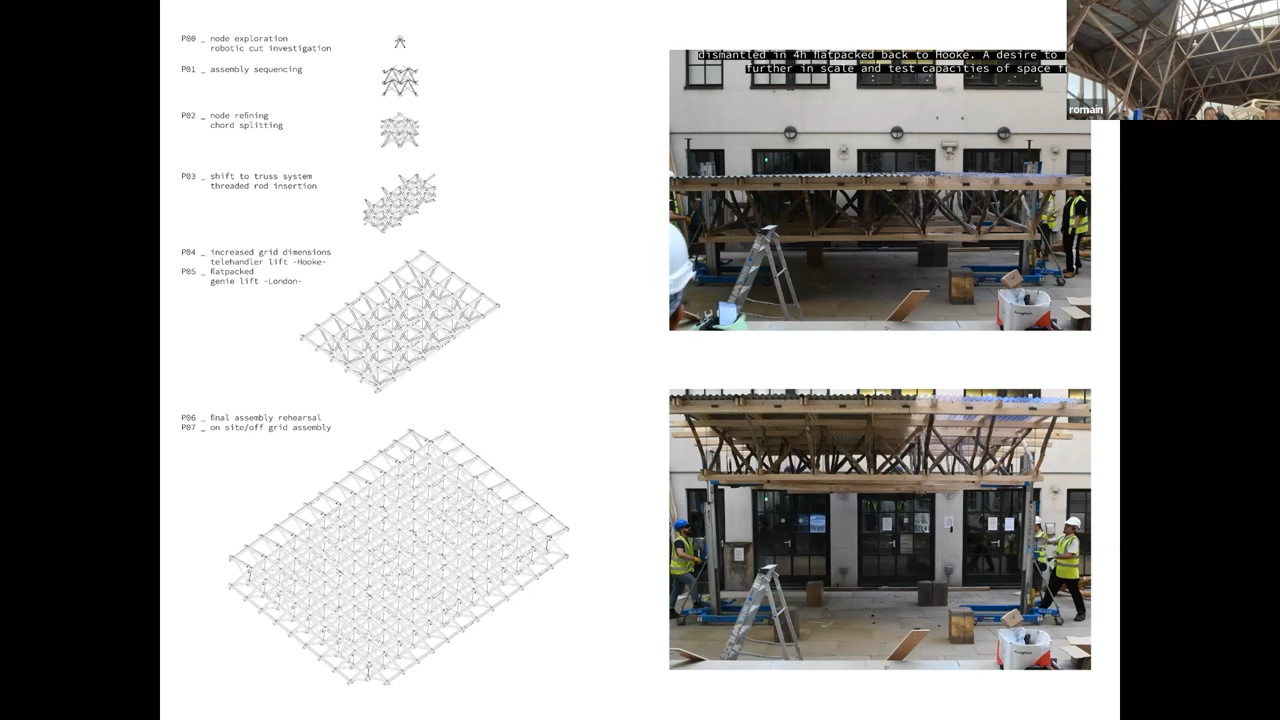 P00 _ node exploration
robotic cut investigation
P01 _ assembly sequencing
P02 _ node refining
chord splitting
P03 _ shift to truss system
threaded rod insertion
P04 _ increased grid dimensions
telehandler lift -Hooke-
P05 _ flatpacked
genie lift -London-
P06 _ final assembly rehearsal
P07 _ on site/off grid assembly
dismantled in 4h flatpacked back to Hooke. A desire to
further in scale and test capacities of space
romain